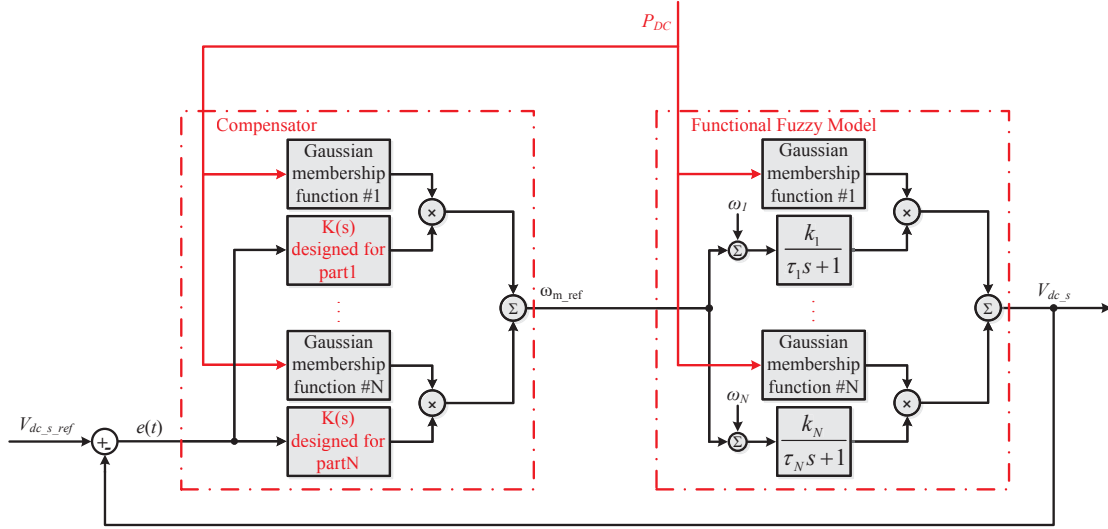 P_DC
Compensator
Gaussian
membership
function #1
×
K(s)
designed for
part1
...
Gaussian
membership
function #N
×
K(s)
designed for
partN
Σ
ω_m_ref
V_dc_s_ref
+
-
e(t)
Functional Fuzzy Model
Gaussian
membership
function #1
×
ω_1
Σ
k_1
τ_1 s + 1
...
Gaussian
membership
function #N
×
ω_N
Σ
k_N
τ_N s + 1
Σ
V_dc_s